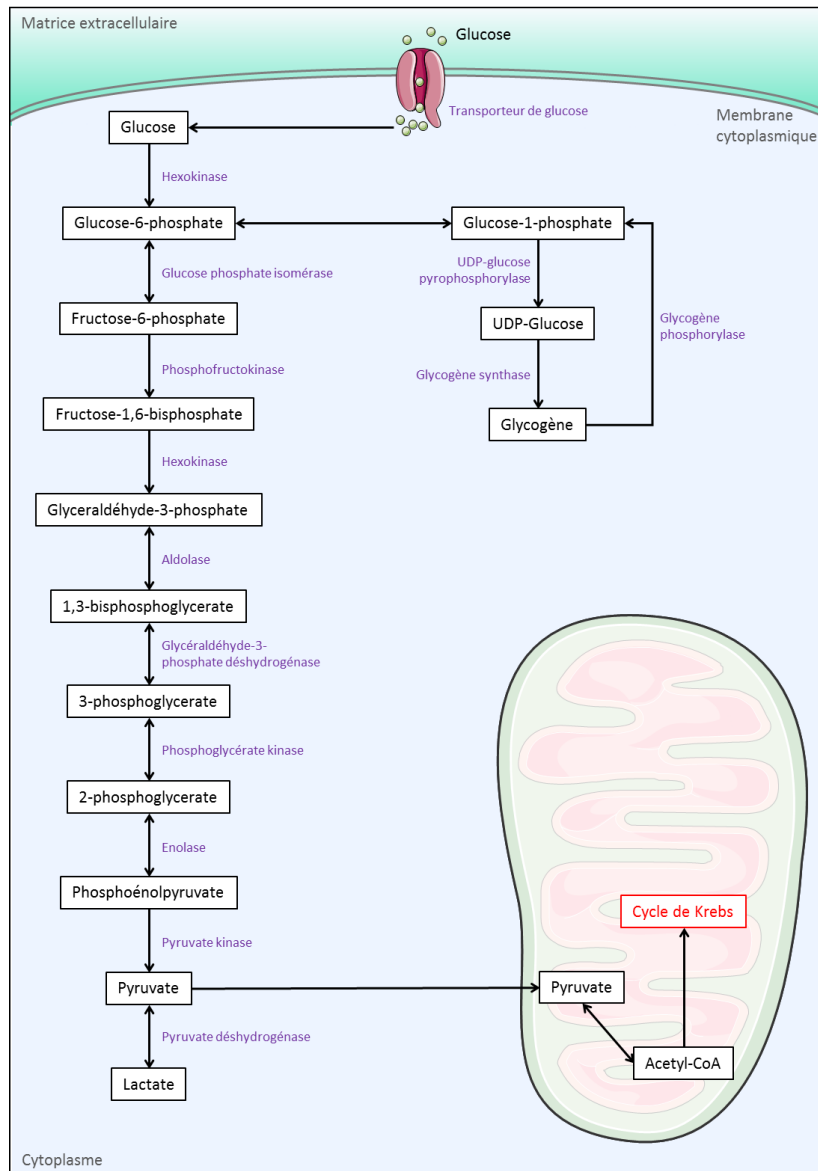 Matrice extracellulaire
Glucose
Transporteur de glucose
Membrane
cytoplasmique
Glucose
Hexokinase
Glucose-6-phosphate
Glucose-1-phosphate
Glucose phosphate isomérase
UDP-glucose
pyrophosphorylase
Fructose-6-phosphate
UDP-Glucose
Glycogène
phosphorylase
Phosphofructokinase
Glycogène synthase
Fructose-1,6-bisphosphate
Glycogène
Hexokinase
Glyceraldéhyde-3-phosphate
Aldolase
1,3-bisphosphoglycerate
Glycéraldéhyde-3-
phosphate déshydrogénase
3-phosphoglycerate
Phosphoglycérate kinase
2-phosphoglycerate
Enolase
Phosphoénolpyruvate
Cycle de Krebs
Pyruvate kinase
Pyruvate
Pyruvate
Pyruvate déshydrogénase
Acetyl-CoA
Lactate
Cytoplasme